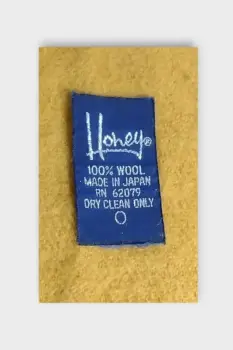 Honey®
100% WOOL
MADE IN JAPAN
RN 62079
DRY CLEAN ONLY